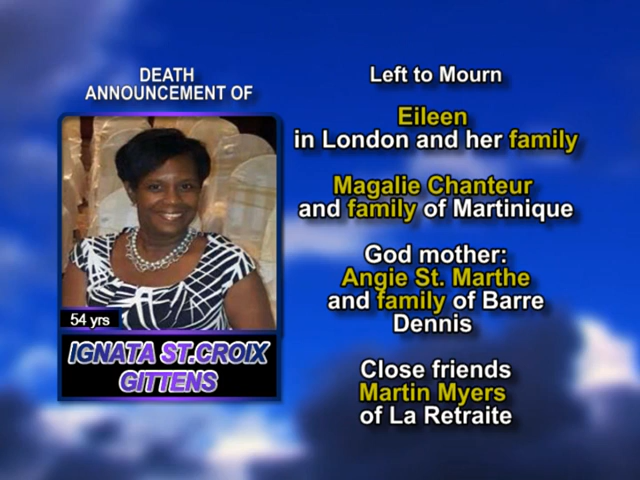 DEATH
ANNOUNCEMENT OF
54 yrs
IGNATA ST.CROIX
GITTENS
Left to Mourn
Eileen
in London and her family
Magalie Chanteur
and family of Martinique
God mother:
Angie St. Marthe
and family of Barre
Dennis
Close friends
Martin Myers
of La Retraite